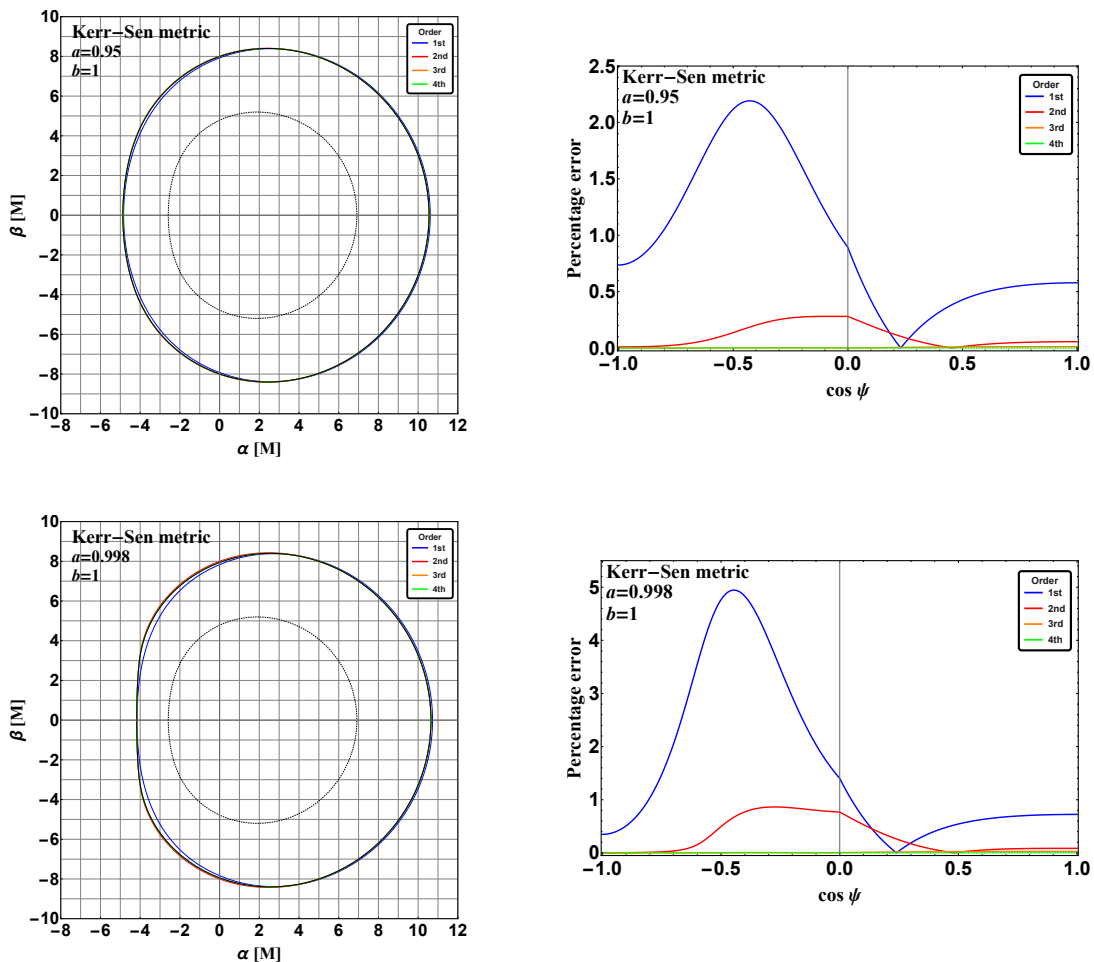 Kerr–Sen metric
a=0.95
b=1
Order
1st
2nd
3rd
4th
10
8
6
4
2
0
−2
−4
−6
−8
−10
β [M]
−8 −6 −4 −2 0 2 4 6 8 10 12
α [M]
Kerr–Sen metric
a=0.95
b=1
Order
1st
2nd
3rd
4th
2.5
2.0
1.5
1.0
0.5
0.0
Percentage error
−1.0 −0.5 0.0 0.5 1.0
cos ψ
Kerr–Sen metric
a=0.998
b=1
Order
1st
2nd
3rd
4th
10
8
6
4
2
0
−2
−4
−6
−8
−10
β [M]
−8 −6 −4 −2 0 2 4 6 8 10 12
α [M]
Kerr–Sen metric
a=0.998
b=1
Order
1st
2nd
3rd
4th
5
4
3
2
1
0
Percentage error
−1.0 −0.5 0.0 0.5 1.0
cos ψ